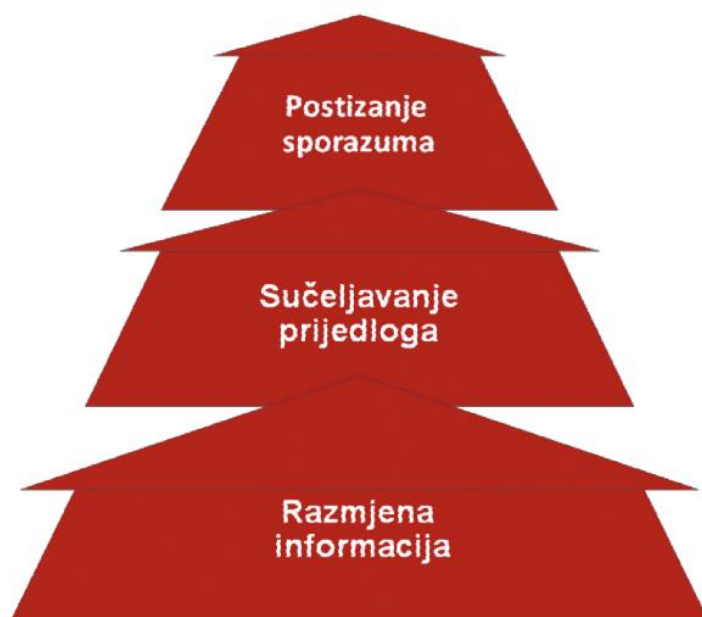 Postizanje
sporazuma
Sučeljavanje
prijedloga
Razmjena
informacija